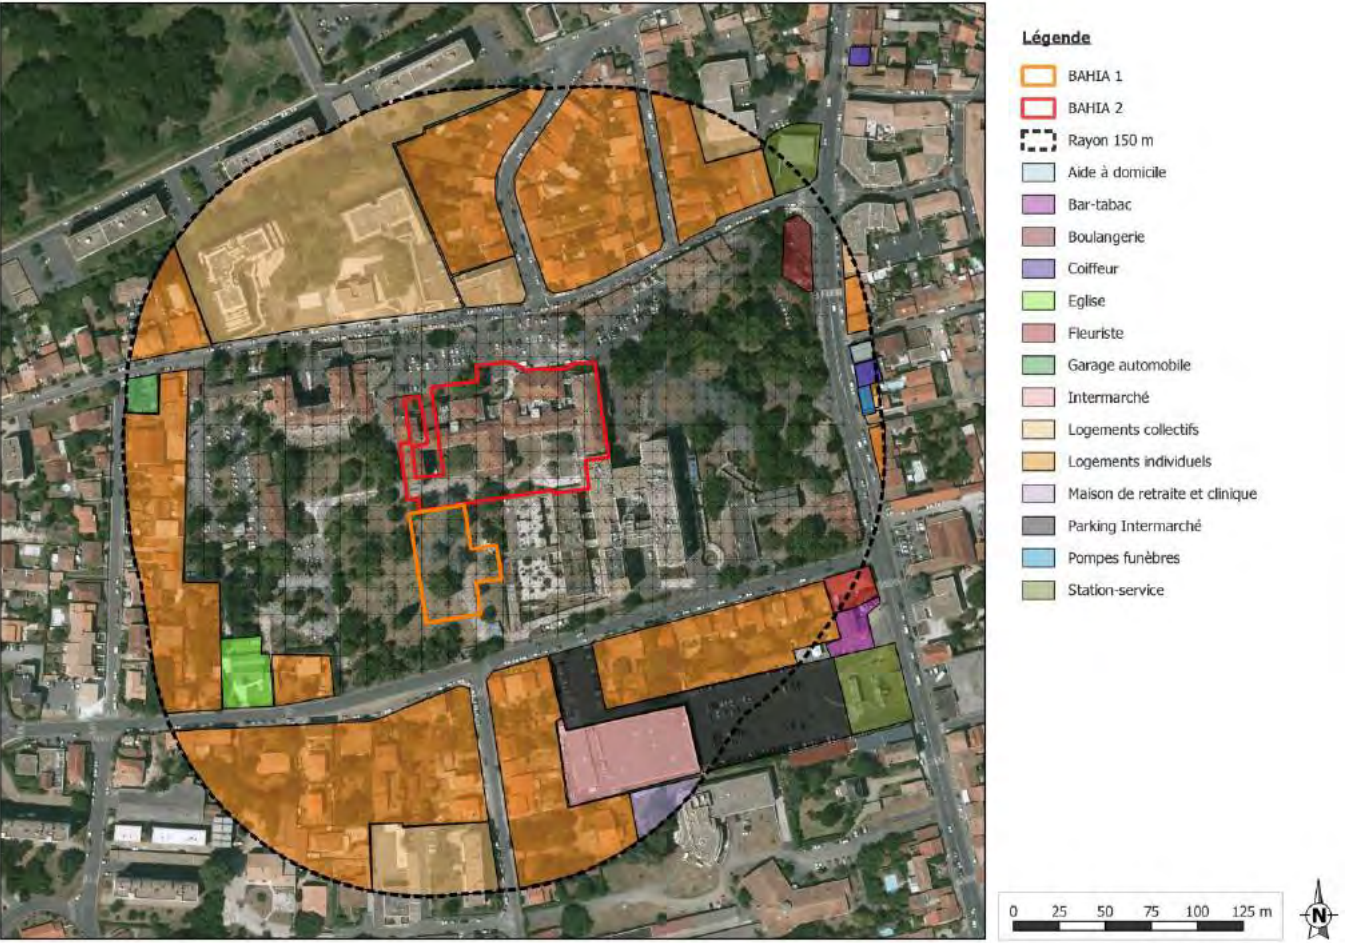 Légende
BAHIA 1
BAHIA 2
Rayon 150 m
Aide à domicile
Bar-tabac
Boulangerie
Coiffeur
Eglise
Fleuriste
Garage automobile
Intermarché
Logements collectifs
Logements individuels
Maison de retraite et clinique
Parking Intermarché
Pompes funèbres
Station-service
0 25 50 75 100 125 m
N